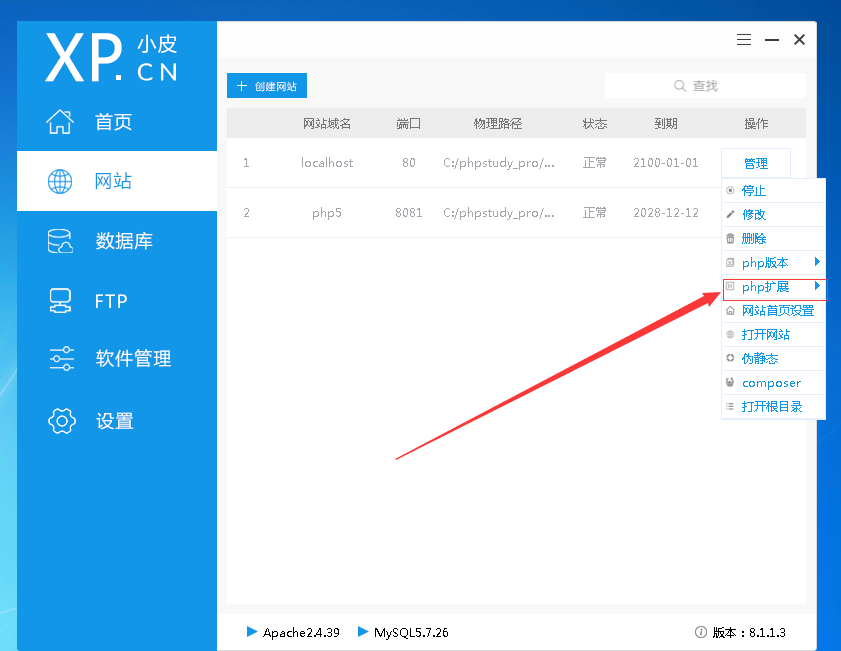 XP. 小皮
CN
首页
网站
数据库
FTP
软件管理
设置
创建网站
查找
网站域名 端口 物理路径 状态 到期 操作
1 localhost 80 C:/phpstudy_pro/... 正常 2100-01-01 管理
2 php5 8081 C:/phpstudy_pro/... 正常 2028-12-12
停止
修改
删除
php版本
php扩展
网站首页设置
打开网站
伪静态
composer
打开根目录
Apache2.4.39 MySQL5.7.26 版本：8.1.1.3